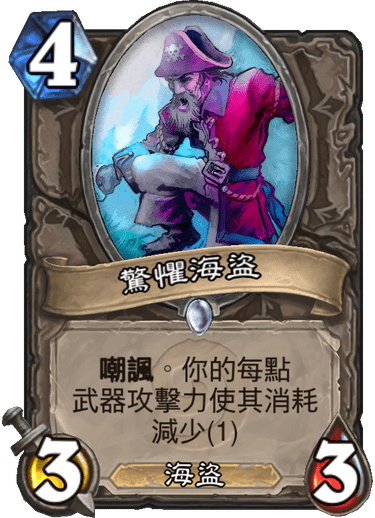 4
驚懼海盜
嘲諷。你的每點
武器攻擊力使其消耗
減少(1)
3
海盜
3